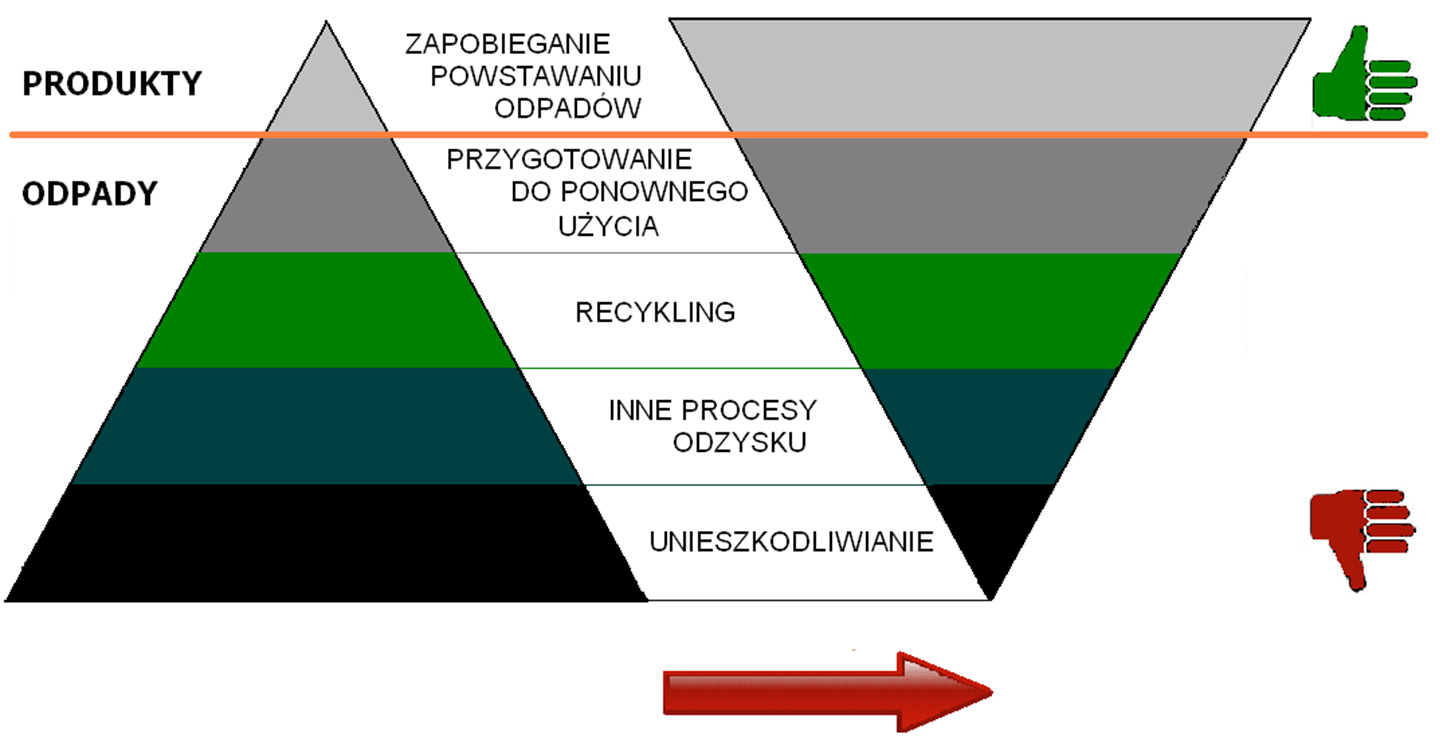 PRODUKTY
ZAPOBIEGANIE
POWSTAWANIU
ODPADÓW
ODPADY
PRZYGOTOWANIE
DO PONOWNEGO
UŻYCIA
RECYKLING
INNE PROCESY
ODZYSKU
UNIESZKODLIWIANIE